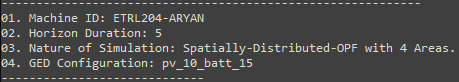 ---------------------------------------------------------------
01. Machine ID: ETRL204-ARYAN
02. Horizon Duration: 5
03. Nature of Simulation: Spatially-Distributed-OPF with 4 Areas.
04. GED Configuration: pv_10_batt_15
------------------------------